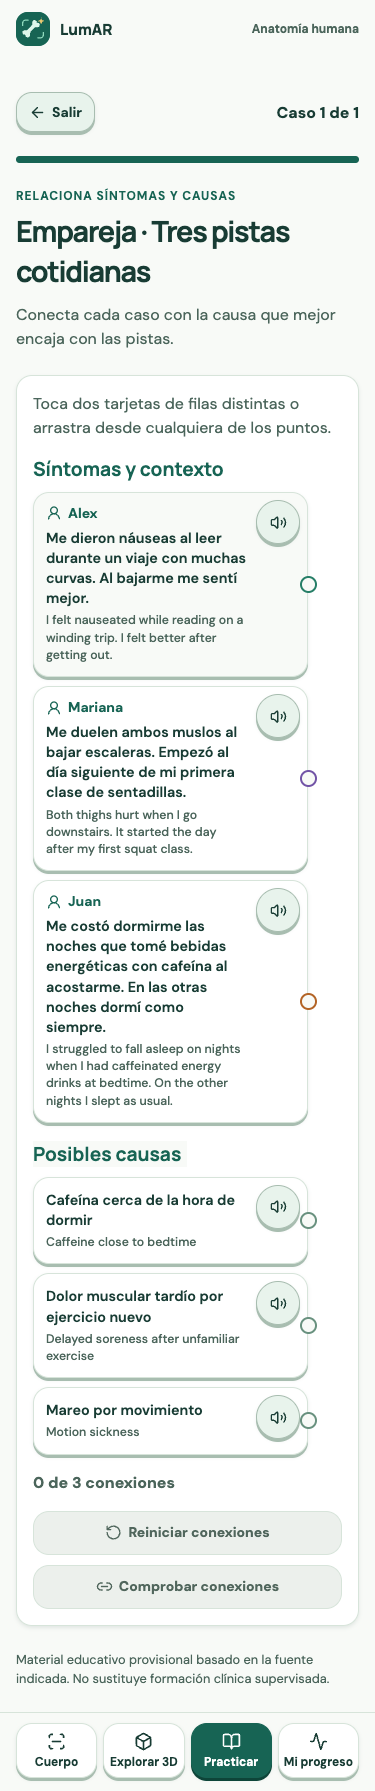 LumAR
Anatomía humana
Salir
Caso 1 de 1
RELACIONA SÍNTOMAS Y CAUSAS
Empareja · Tres pistas
cotidianas
Conecta cada caso con la causa que mejor
encaja con las pistas.
Toca dos tarjetas de filas distintas o
arrastra desde cualquiera de los puntos.
Síntomas y contexto
Alex
Me dieron náuseas al leer
durante un viaje con muchas
curvas. Al bajarme me sentí
mejor.
I felt nauseated while reading on a
winding trip. I felt better after
getting out.
Mariana
Me duelen ambos muslos al
bajar escaleras. Empezó al
día siguiente de mi primera
clase de sentadillas.
Both thighs hurt when I go
downstairs. It started the day
after my first squat class.
Juan
Me costó dormirme las
noches que tomé bebidas
energéticas con cafeína al
acostarme. En las otras
noches dormí como
siempre.
I struggled to fall asleep on nights
when I had caffeinated energy
drinks at bedtime. On the other
nights I slept as usual.
Posibles causas
Cafeína cerca de la hora de
dormir
Caffeine close to bedtime
Dolor muscular tardío por
ejercicio nuevo
Delayed soreness after unfamiliar
exercise
Mareo por movimiento
Motion sickness
0 de 3 conexiones
Reiniciar conexiones
Comprobar conexiones
Material educativo provisional basado en la fuente
indicada. No sustituye formación clínica supervisada.
Cuerpo
Explorar 3D
Practicar
Mi progreso